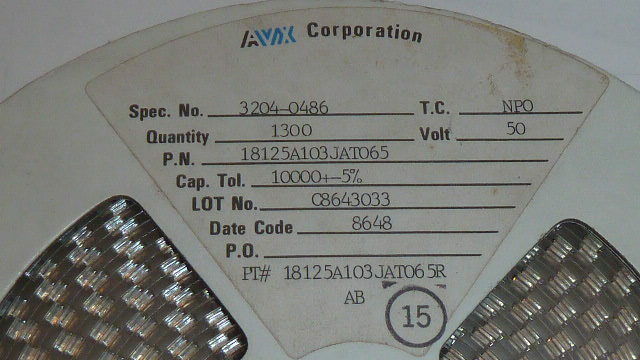 AVX Corporation
Spec. No. 3204-0486 T.C. NPO
Quantity 1300 Volt 50
P.N. 18125A103JAT065
Cap. Tol. 10000+-5%
LOT No. C8643033
Date Code 8648
P.O.
PT# 18125A103JAT065R
AB 15